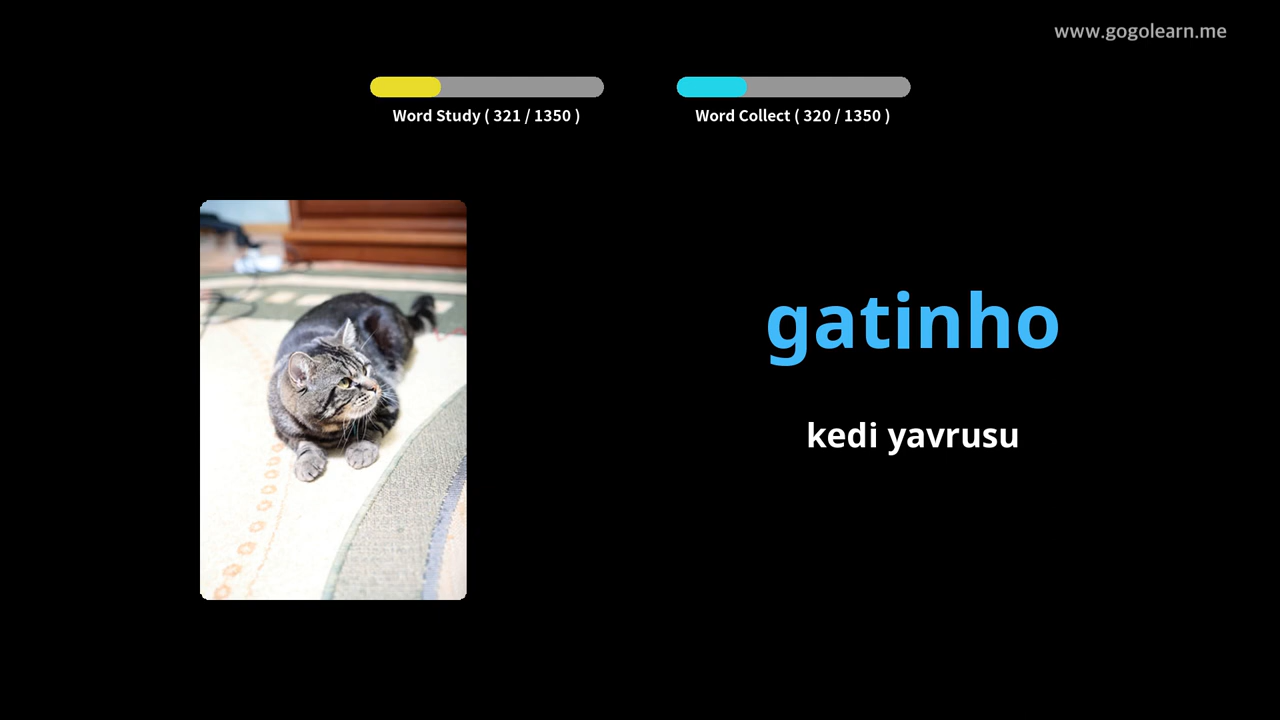 www.gogolearn.me
Word Study ( 321 / 1350 )
Word Collect ( 320 / 1350 )
gatinho
kedi yavrusu